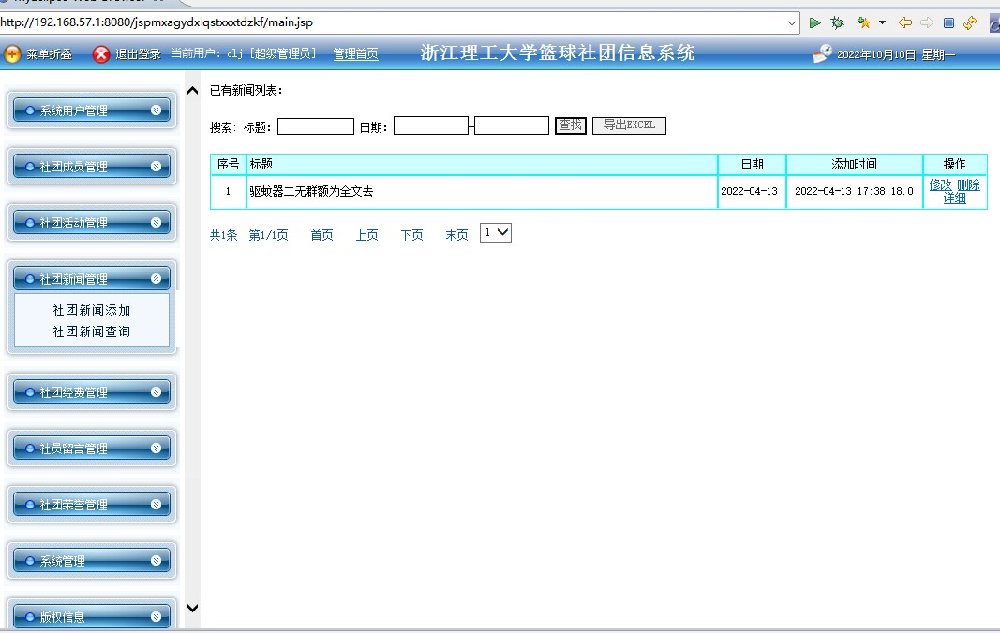 http://192.168.57.1:8080/jspmxagydxlqstxxxtdzkf/main.jsp
菜单折叠 退出登录 当前用户: clj [超级管理员] 管理首页 浙江理工大学篮球社团信息系统 2022年10月10日 星期一
系统用户管理
社团成员管理
社团活动管理
社团新闻管理
社团新闻添加
社团新闻查询
社团经费管理
社员留言管理
社团荣誉管理
系统管理
版权信息
已有新闻列表:
搜索: 标题: 日期: - 查找 导出EXCEL
序号 标题 日期 添加时间 操作
1 驱蚊器二无群额为全文去 2022-04-13 2022-04-13 17:38:18.0 修改 删除
详细
共1条 第1/1页 首页 上页 下页 末页 1